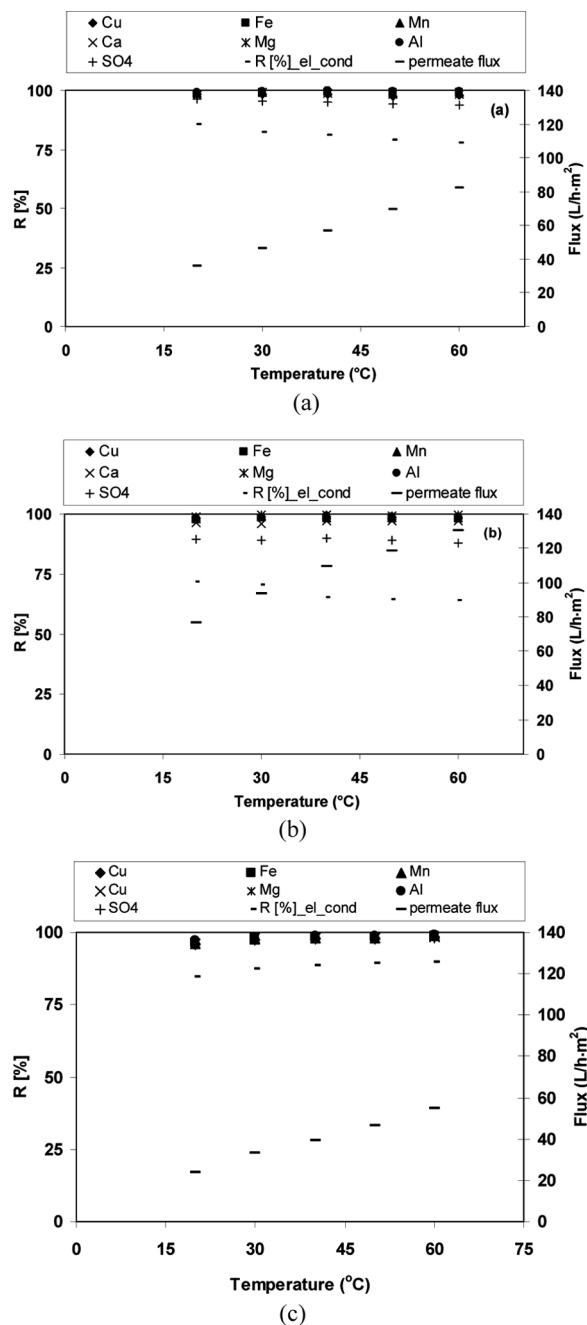 ◆ Cu ■ Fe ▲ Mn
× Ca ж Mg ● Al
+ SO4 - R [%]_el_cond – permeate flux
100 140
(a)
120
75
100
R [%] 50 80 Flux (L/h·m²)
60
25 40
20
0 0
0 15 30 45 60
Temperature (°C)
(a)
◆ Cu ■ Fe ▲ Mn
× Ca ж Mg ● Al
+ SO4 - R [%]_el_cond – permeate flux
100 140
(b)
120
75
100
R [%] 50 80 Flux (L/h·m²)
60
25 40
20
0 0
0 15 30 45 60
Temperature (°C)
(b)
◆ Cu ■ Fe ▲ Mn
× Cu ж Mg ● Al
+ SO4 - R [%]_el_cond – permeate flux
100 140
120
75
100
R [%] 50 80 Flux (L/h·m²)
60
25 40
20
0 0
0 15 30 45 60 75
Temperature (°C)
(c)